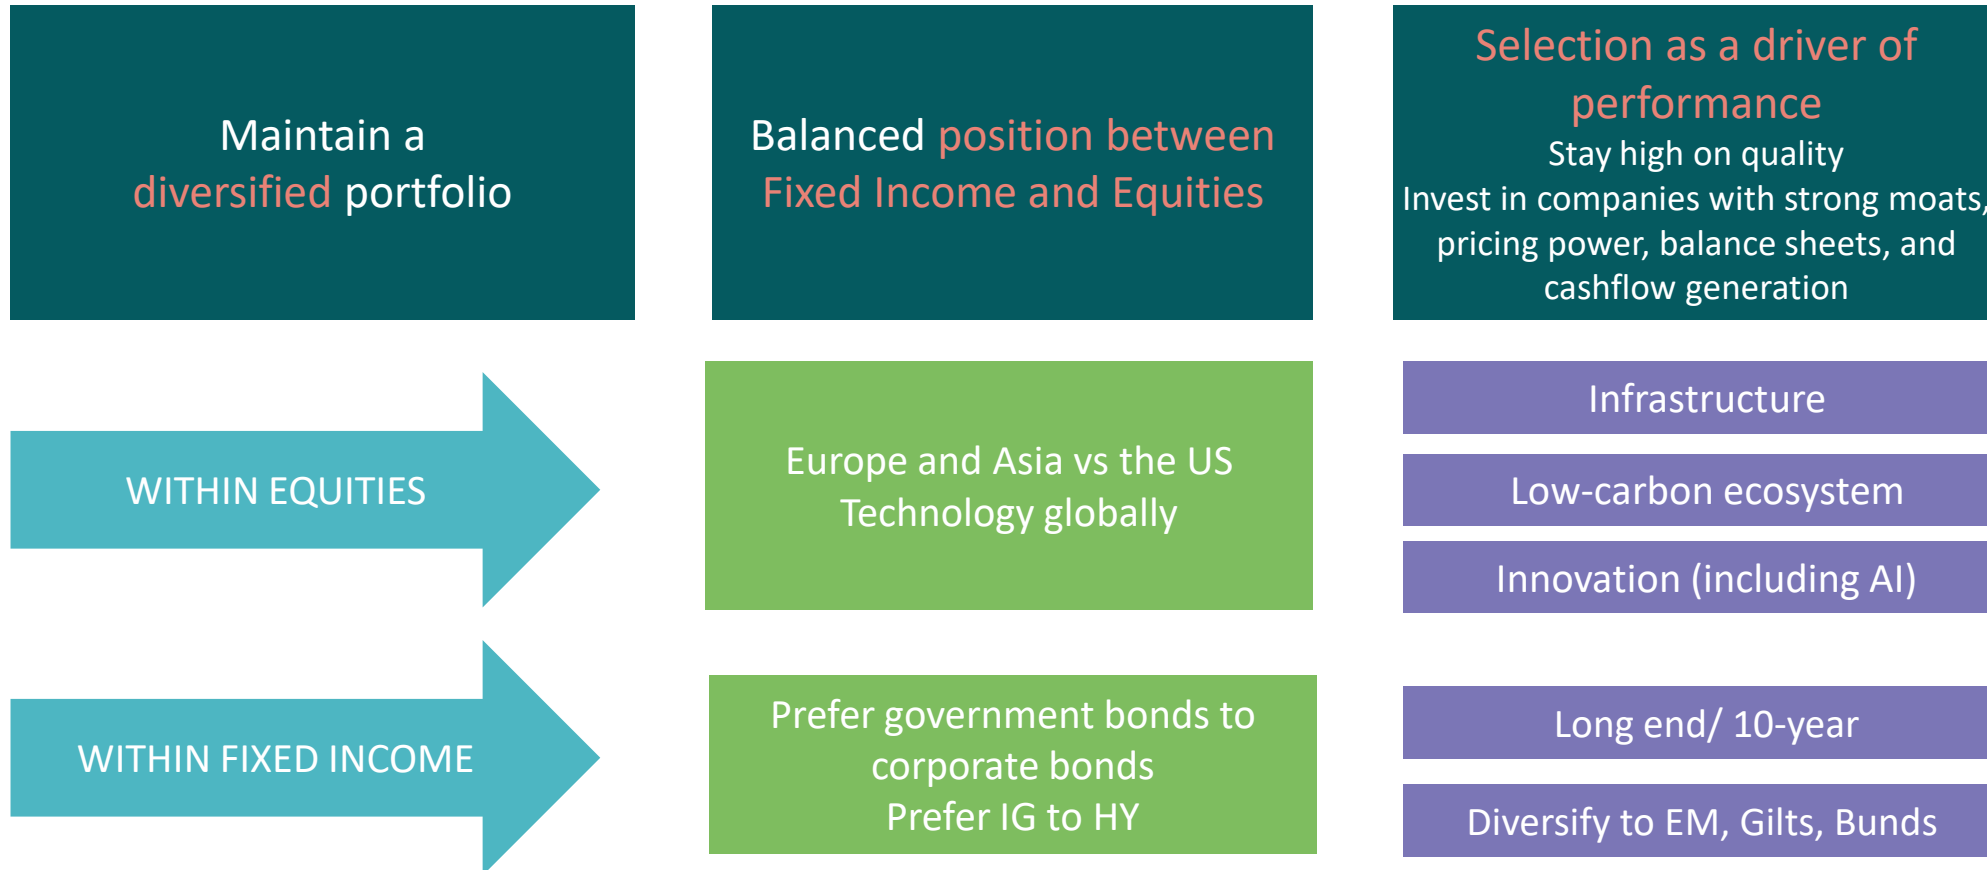 Maintain a
diversified portfolio
Balanced position between
Fixed Income and Equities
Selection as a driver of
performance
Stay high on quality
Invest in companies with strong moats,
pricing power, balance sheets, and
cashflow generation
WITHIN EQUITIES
Europe and Asia vs the US
Technology globally
Infrastructure
Low-carbon ecosystem
Innovation (including AI)
WITHIN FIXED INCOME
Prefer government bonds to
corporate bonds
Prefer IG to HY
Long end/ 10-year
Diversify to EM, Gilts, Bunds